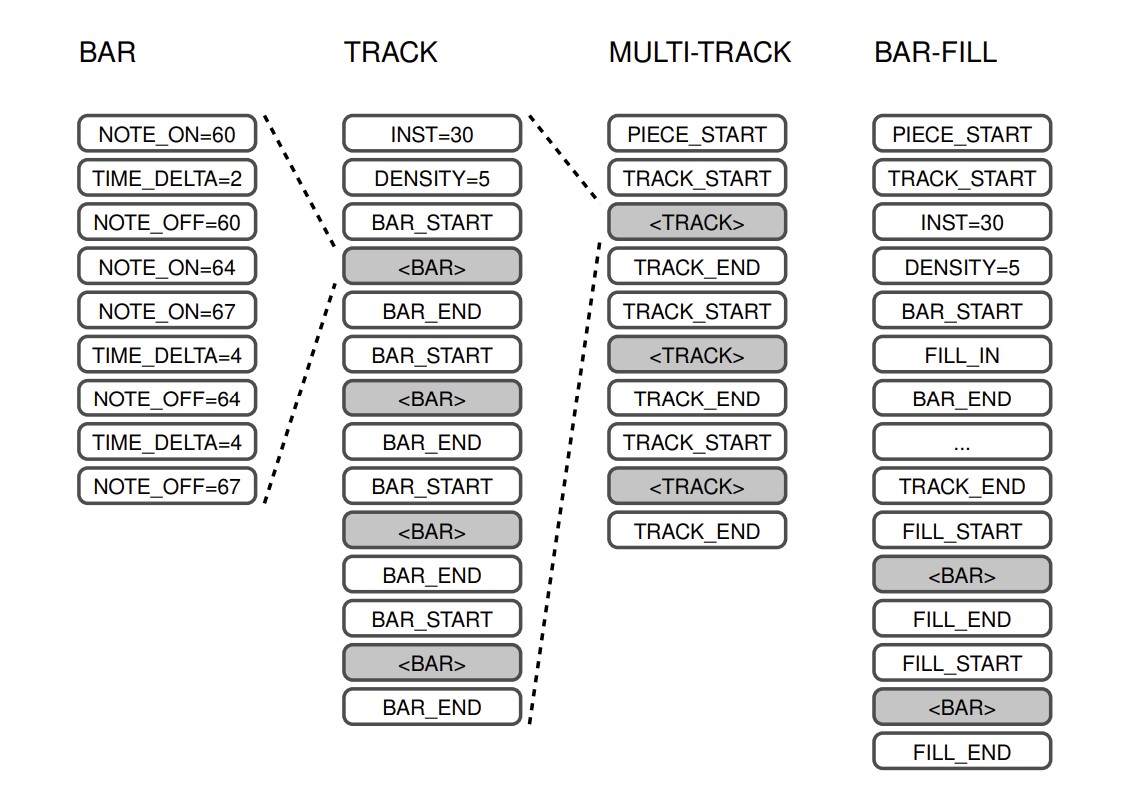 BAR
NOTE_ON=60
TIME_DELTA=2
NOTE_OFF=60
NOTE_ON=64
NOTE_ON=67
TIME_DELTA=4
NOTE_OFF=64
TIME_DELTA=4
NOTE_OFF=67
TRACK
INST=30
DENSITY=5
BAR_START
<BAR>
BAR_END
BAR_START
<BAR>
BAR_END
BAR_START
<BAR>
BAR_END
BAR_START
<BAR>
BAR_END
MULTI-TRACK
PIECE_START
TRACK_START
<TRACK>
TRACK_END
TRACK_START
<TRACK>
TRACK_END
TRACK_START
<TRACK>
TRACK_END
BAR-FILL
PIECE_START
TRACK_START
INST=30
DENSITY=5
BAR_START
FILL_IN
BAR_END
...
TRACK_END
FILL_START
<BAR>
FILL_END
FILL_START
<BAR>
FILL_END